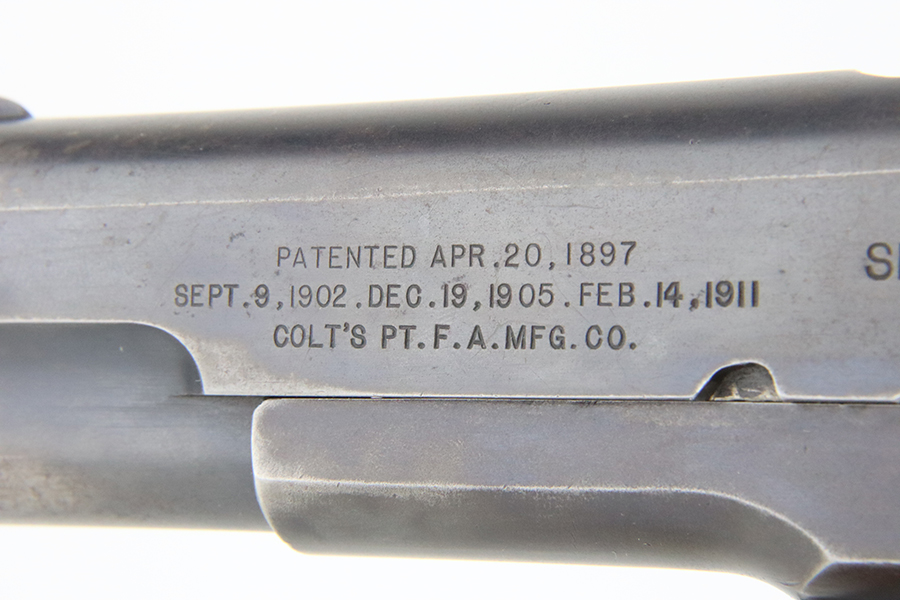 PATENTED APR.20,1897
SEPT.9,1902.DEC.19,1905.FEB.14,1911
COLT'S PT.F.A.MFG.CO.